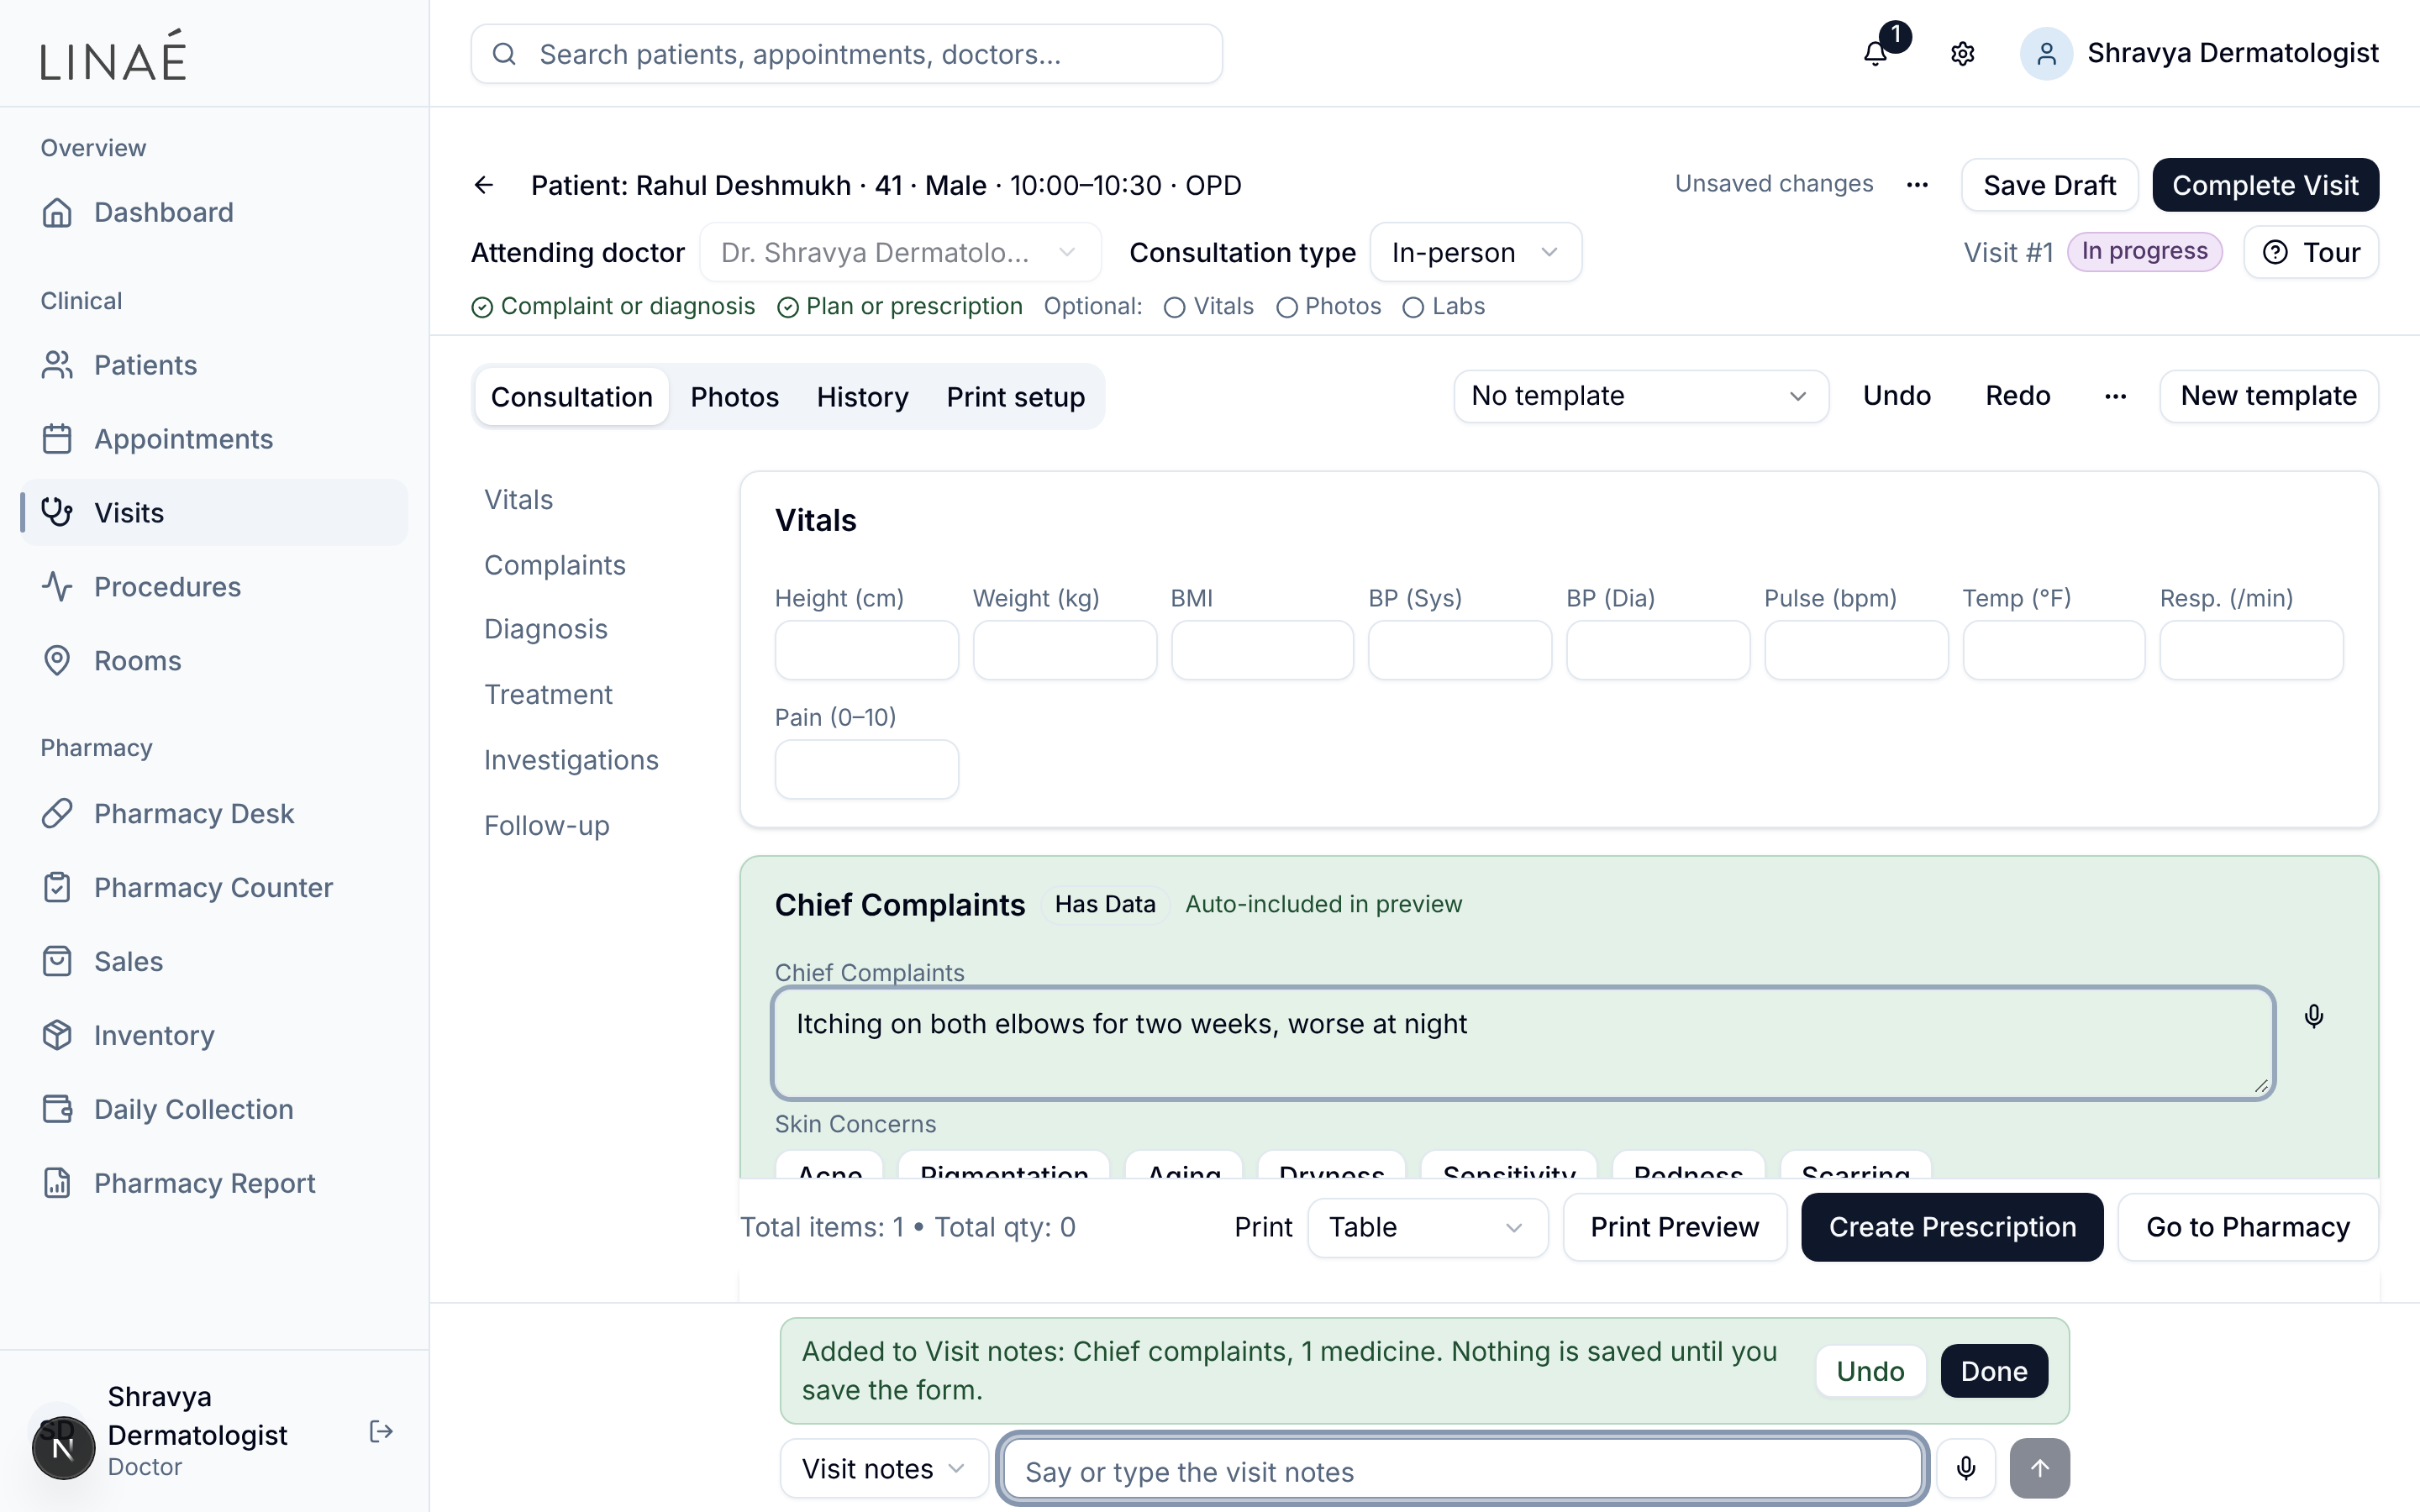 LINAÉ
Search patients, appointments, doctors...
1
Shravya Dermatologist
Overview
Dashboard
Clinical
Patients
Appointments
Visits
Procedures
Rooms
Pharmacy
Pharmacy Desk
Pharmacy Counter
Sales
Inventory
Daily Collection
Pharmacy Report
Shravya
Dermatologist
Doctor
SD
N
Patient: Rahul Deshmukh · 41 · Male · 10:00–10:30 · OPD
Unsaved changes
Save Draft
Complete Visit
Attending doctor
Dr. Shravya Dermatolo...
Consultation type
In-person
Visit #1
In progress
Tour
Complaint or diagnosis
Plan or prescription
Optional:
Vitals
Photos
Labs
Consultation
Photos
History
Print setup
No template
Undo
Redo
New template
Vitals
Complaints
Diagnosis
Treatment
Investigations
Follow-up
Vitals
Height (cm)
Weight (kg)
BMI
BP (Sys)
BP (Dia)
Pulse (bpm)
Temp (°F)
Resp. (/min)
Pain (0–10)
Chief Complaints
Has Data
Auto-included in preview
Chief Complaints
Itching on both elbows for two weeks, worse at night
Skin Concerns
Acne
Pigmentation
Aging
Dryness
Sensitivity
Redness
Scarring
Total items: 1 • Total qty: 0
Print
Table
Print Preview
Create Prescription
Go to Pharmacy
Added to Visit notes: Chief complaints, 1 medicine. Nothing is saved until you
save the form.
Undo
Done
Visit notes
Say or type the visit notes